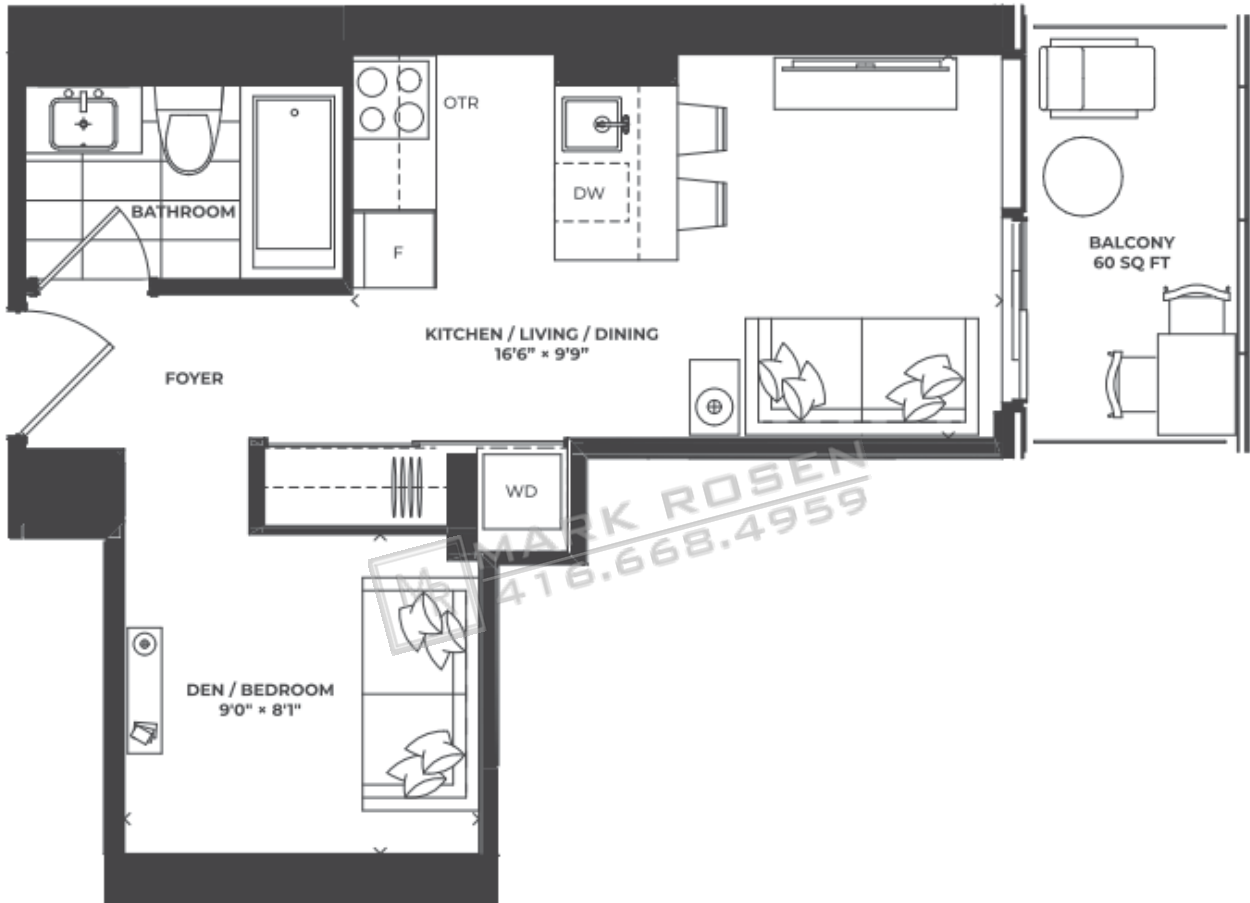 OTR
DW
BATHROOM
F
BALCONY
60 SQ FT
KITCHEN / LIVING / DINING
16'6" × 9'9"
FOYER
WD
MR MARK ROSEN
416.668.4959
DEN / BEDROOM
9'0" × 8'1"